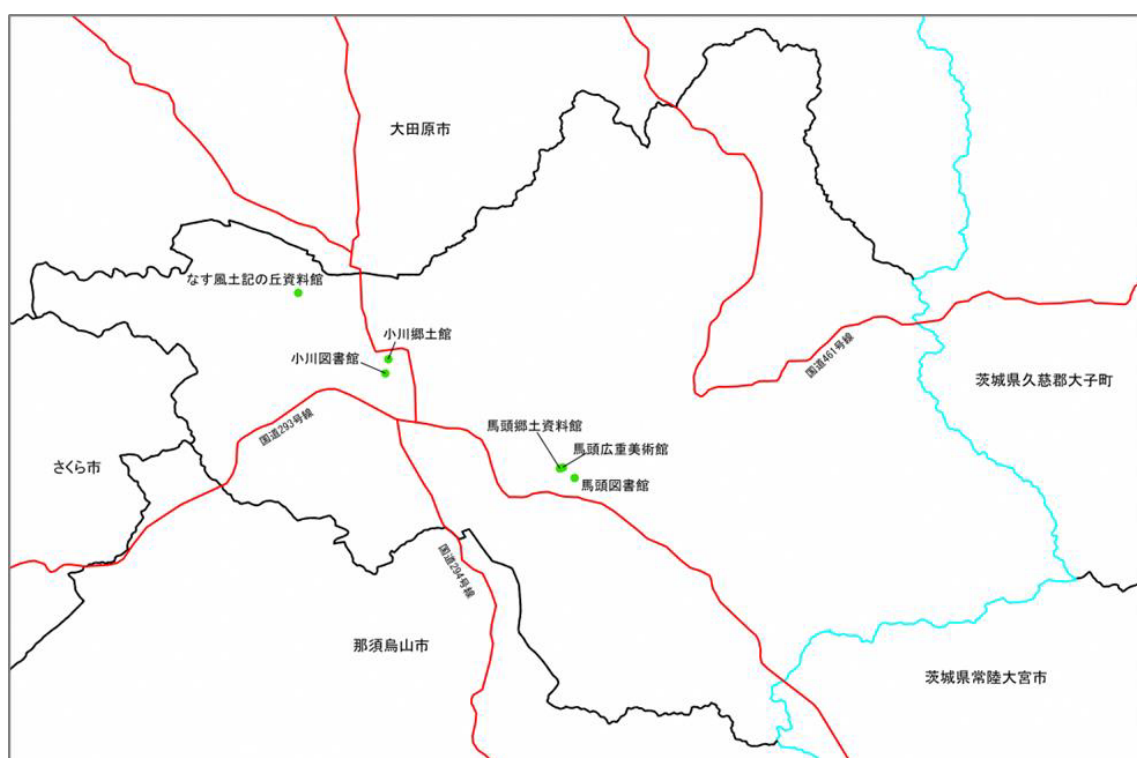 大田原市
なす風土記の丘資料館
小川郷土館
小川図書館
国道461号線
茨城県久慈郡大子町
国道293号線
馬頭郷土資料館
馬頭広重美術館
さくら市
馬頭図書館
国道294号線
那須烏山市
茨城県常陸大宮市